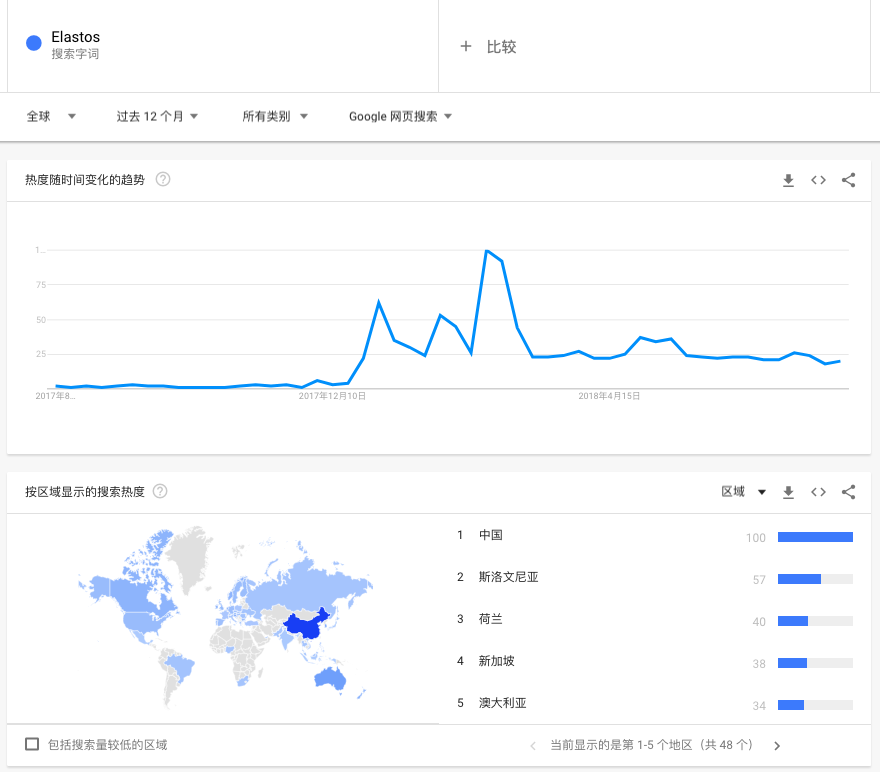 Elastos
搜索字词
+ 比较
全球
过去 12 个月
所有类别
Google 网页搜索
热度随时间变化的趋势
1...
75
50
25
2017年8...
2017年12月10日
2018年4月15日
按区域显示的搜索热度
区域
1 中国 100
2 斯洛文尼亚 57
3 荷兰 40
4 新加坡 38
5 澳大利亚 34
包括搜索量较低的区域
当前显示的是第 1-5 个地区（共 48 个）